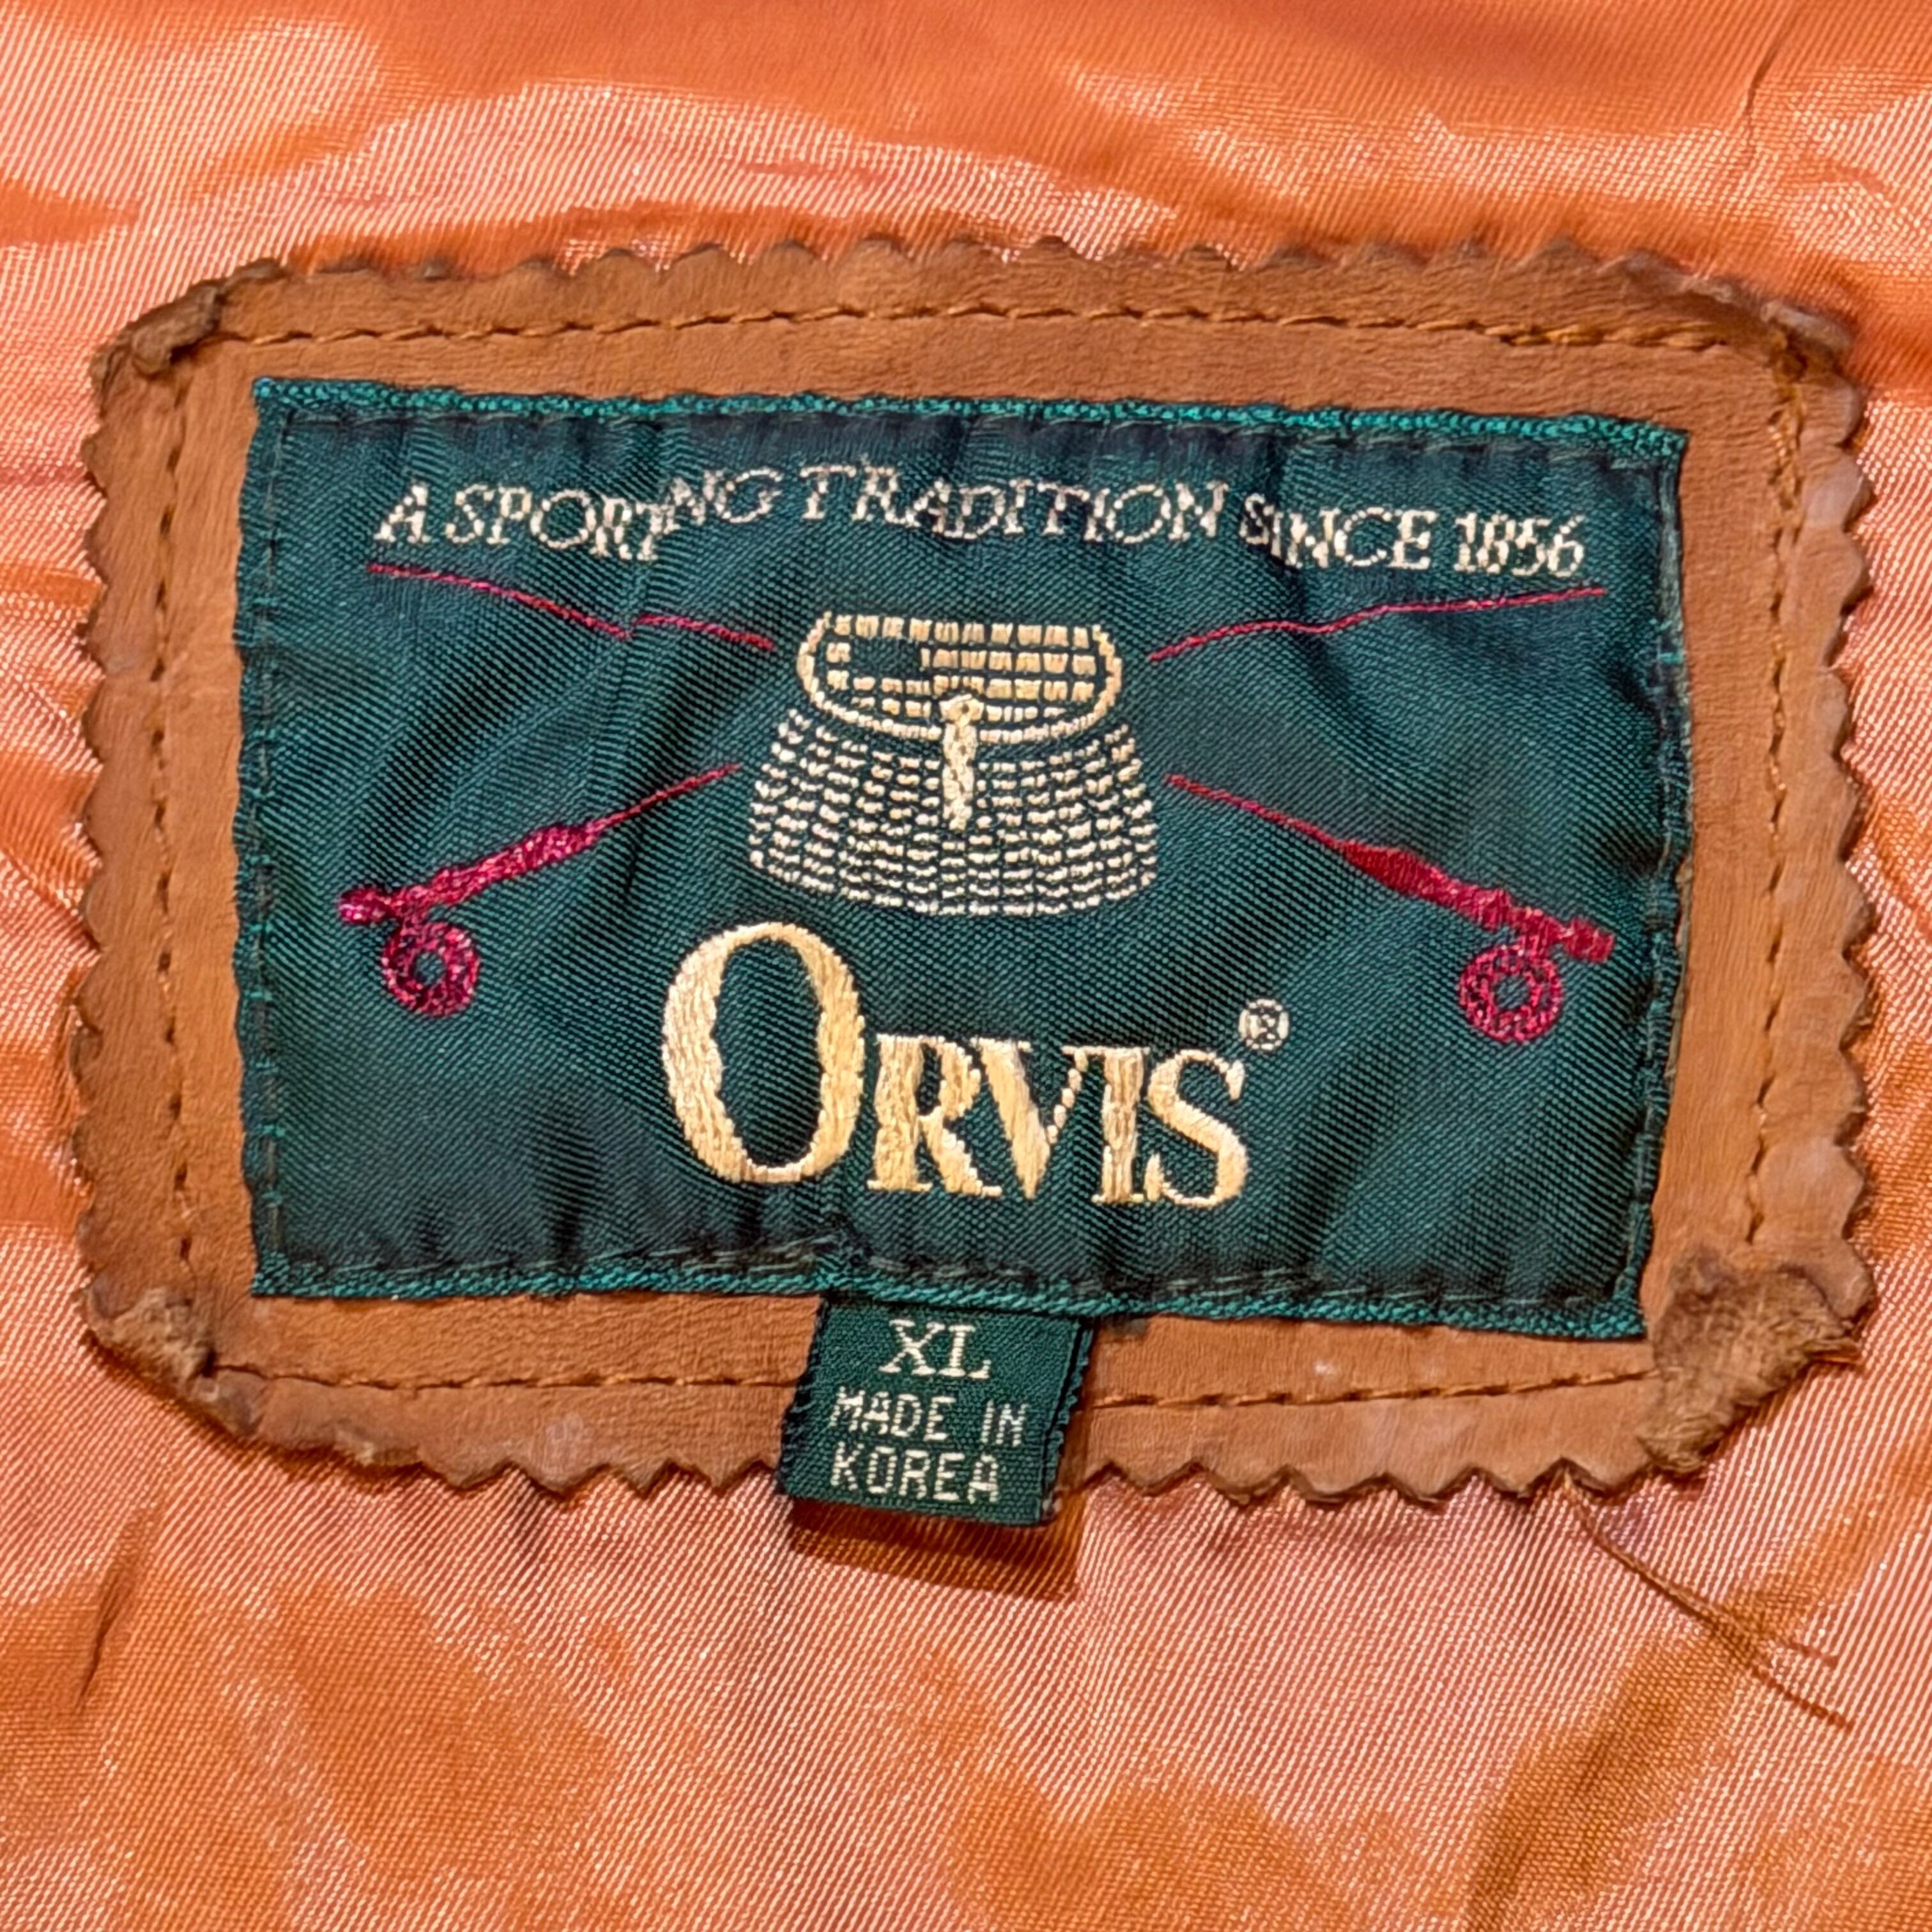 A SPORTING TRADITION SINCE 1856
ORVIS®
XL
MADE IN
KOREA